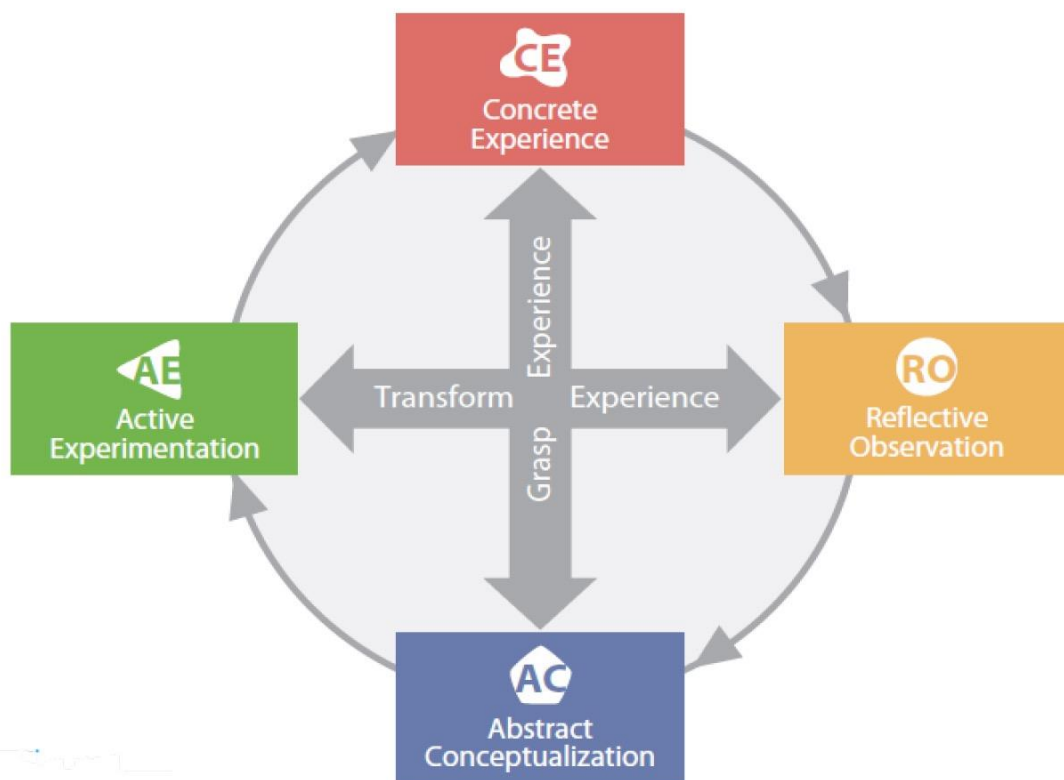 CE
Concrete
Experience
AE
Active
Experimentation
Transform Experience
Grasp Experience
RO
Reflective
Observation
AC
Abstract
Conceptualization